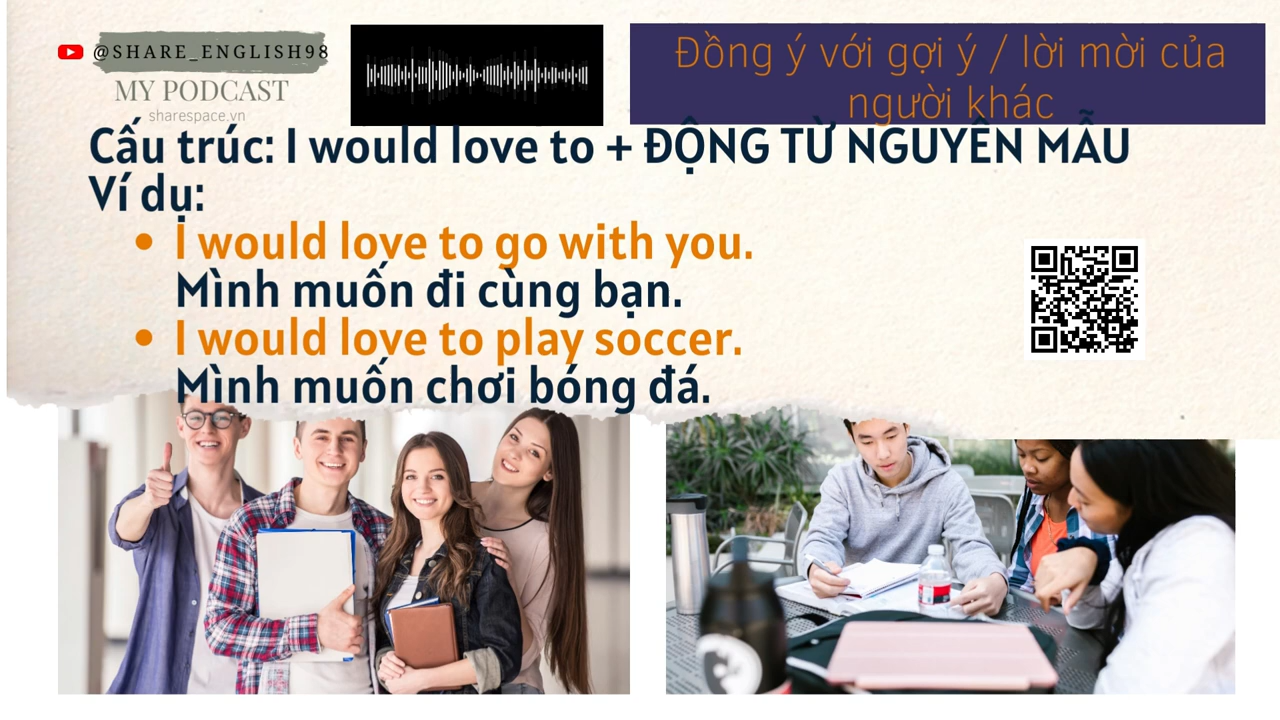 @SHARE_ENGLISH98
MY PODCAST
sharespace.vn
Đồng ý với gợi ý / lời mời của
người khác
Cấu trúc: I would love to + ĐỘNG TỪ NGUYÊN MẪU
Ví dụ:
• I would love to go with you.
Mình muốn đi cùng bạn.
• I would love to play soccer.
Mình muốn chơi bóng đá.